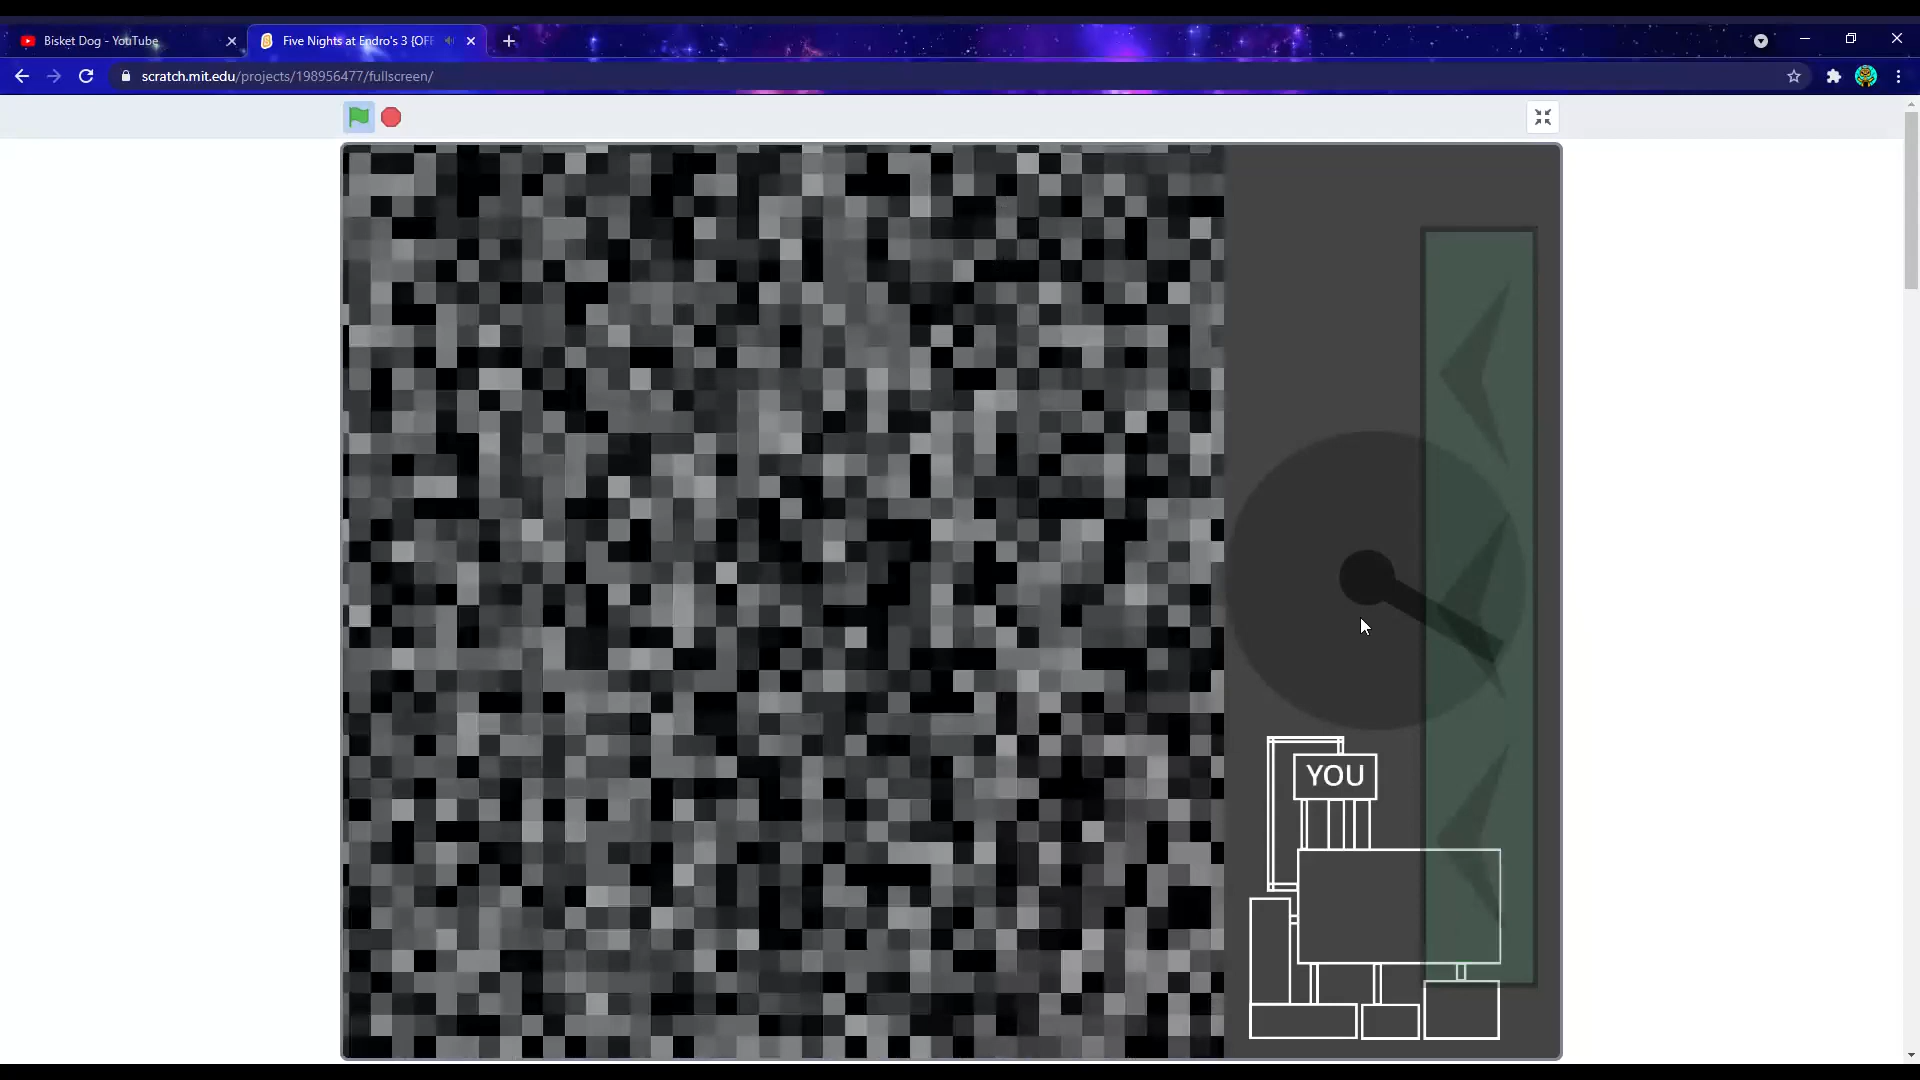 Bisket Dog - YouTube
Five Nights at Endro's 3 {OFF
scratch.mit.edu/projects/198956477/fullscreen/
YOU